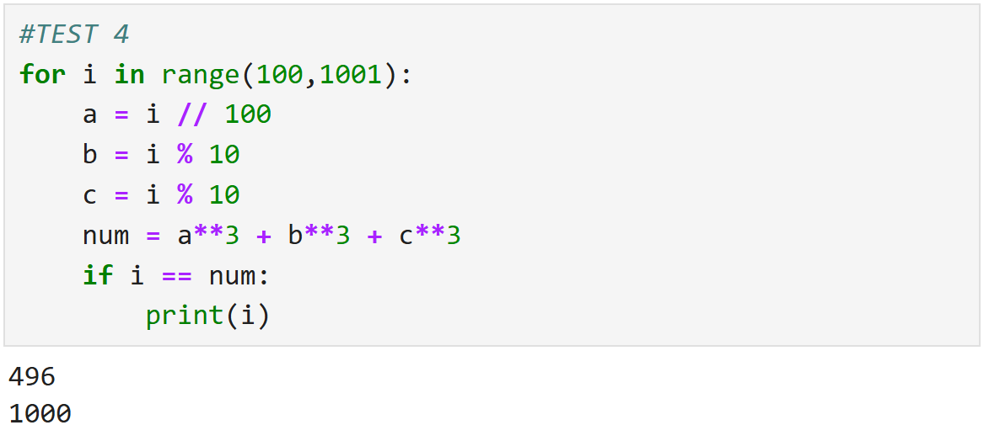 #TEST 4
for i in range(100,1001):
    a = i // 100
    b = i % 10
    c = i % 10
    num = a**3 + b**3 + c**3
    if i == num:
        print(i)
496
1000